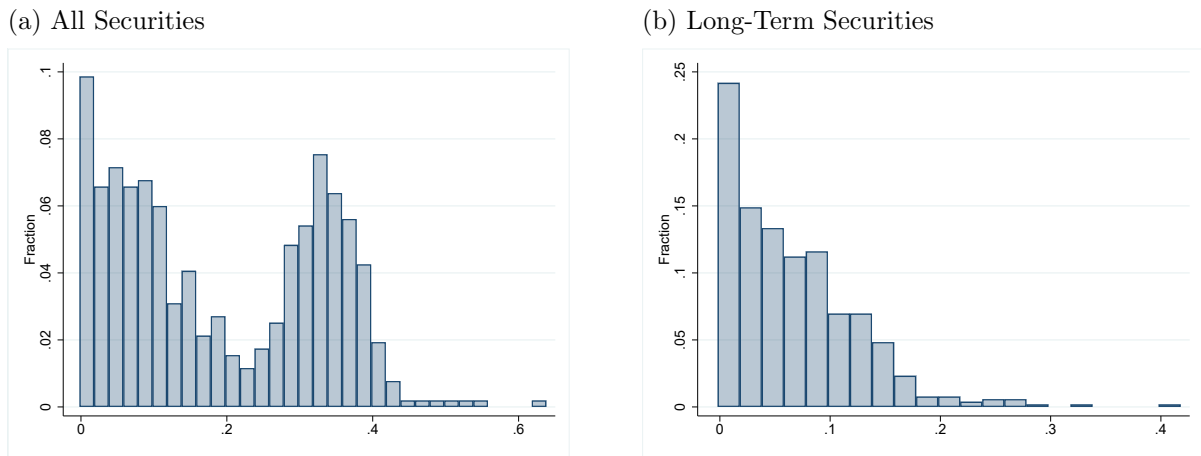 (a) All Securities
.1
.08
.06
.04
.02
0
Fraction
0 .2 .4 .6
(b) Long-Term Securities
.25
.2
.15
.1
.05
0
Fraction
0 .1 .2 .3 .4